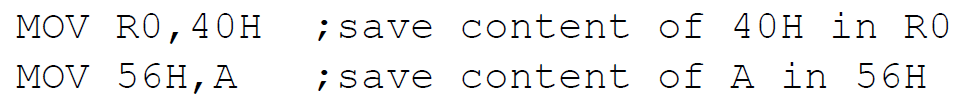 MOV R0,40H  ;save content of 40H in R0
MOV 56H,A   ;save content of A in 56H